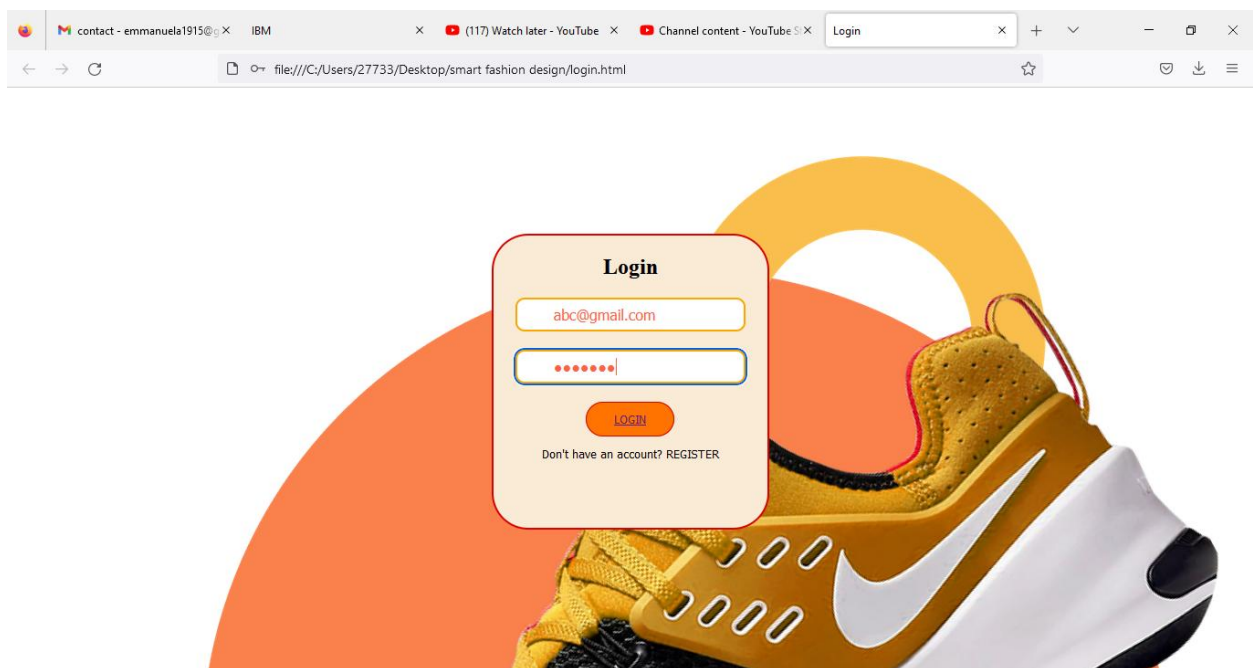 contact - emmanuela1915@g
IBM
(117) Watch later - YouTube
Channel content - YouTube
Login
file:///C:/Users/27733/Desktop/smart fashion design/login.html
Login
abc@gmail.com
•••••••
LOGIN
Don't have an account? REGISTER